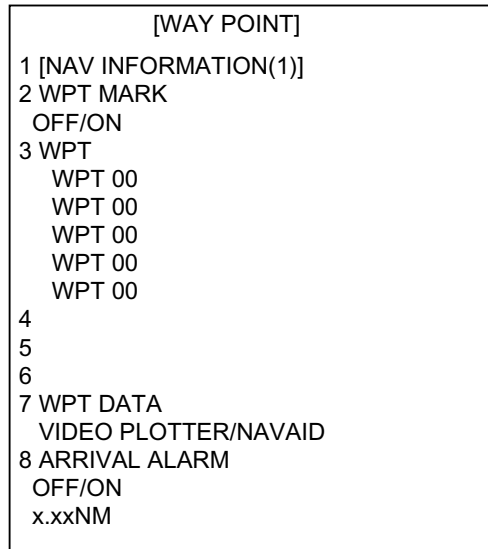 [WAY POINT]
1 [NAV INFORMATION(1)]
2 WPT MARK
OFF/ON
3 WPT
WPT 00
WPT 00
WPT 00
WPT 00
WPT 00
4
5
6
7 WPT DATA
VIDEO PLOTTER/NAVAID
8 ARRIVAL ALARM
OFF/ON
x.xxNM